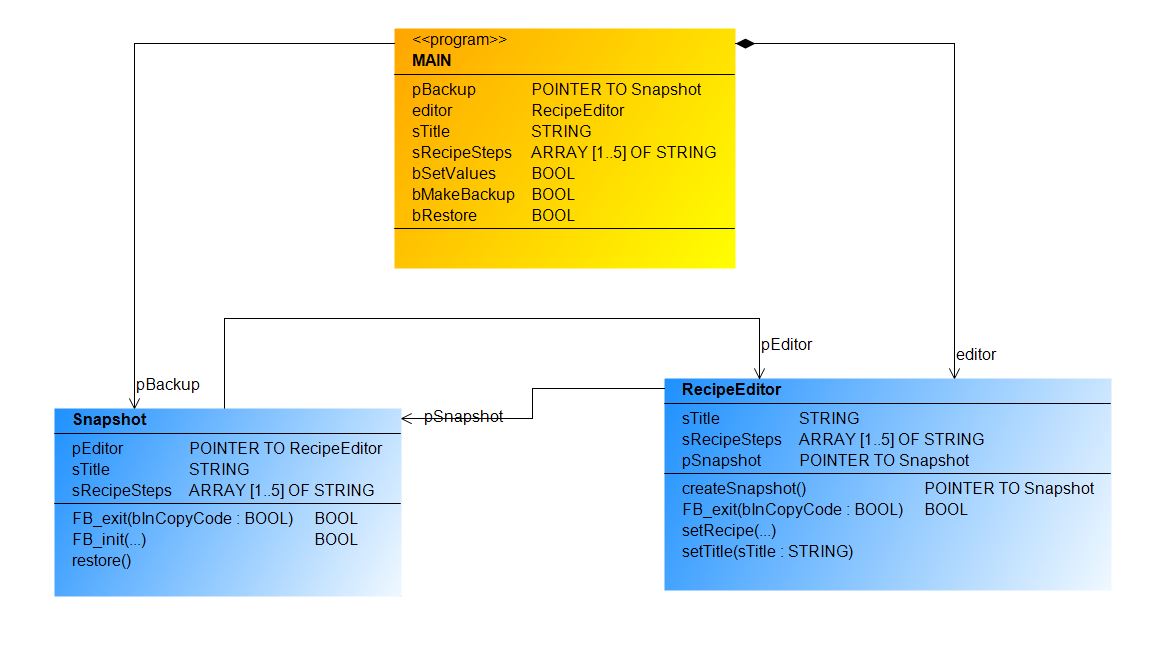 <<program>>
MAIN
pBackup POINTER TO Snapshot
editor RecipeEditor
sTitle STRING
sRecipeSteps ARRAY [1..5] OF STRING
bSetValues BOOL
bMakeBackup BOOL
bRestore BOOL
pEditor
editor
pBackup
pSnapshot
Snapshot
pEditor POINTER TO RecipeEditor
sTitle STRING
sRecipeSteps ARRAY [1..5] OF STRING
FB_exit(bInCopyCode : BOOL) BOOL
FB_init(...) BOOL
restore()
RecipeEditor
sTitle STRING
sRecipeSteps ARRAY [1..5] OF STRING
pSnapshot POINTER TO Snapshot
createSnapshot() POINTER TO Snapshot
FB_exit(bInCopyCode : BOOL) BOOL
setRecipe(...)
setTitle(sTitle : STRING)